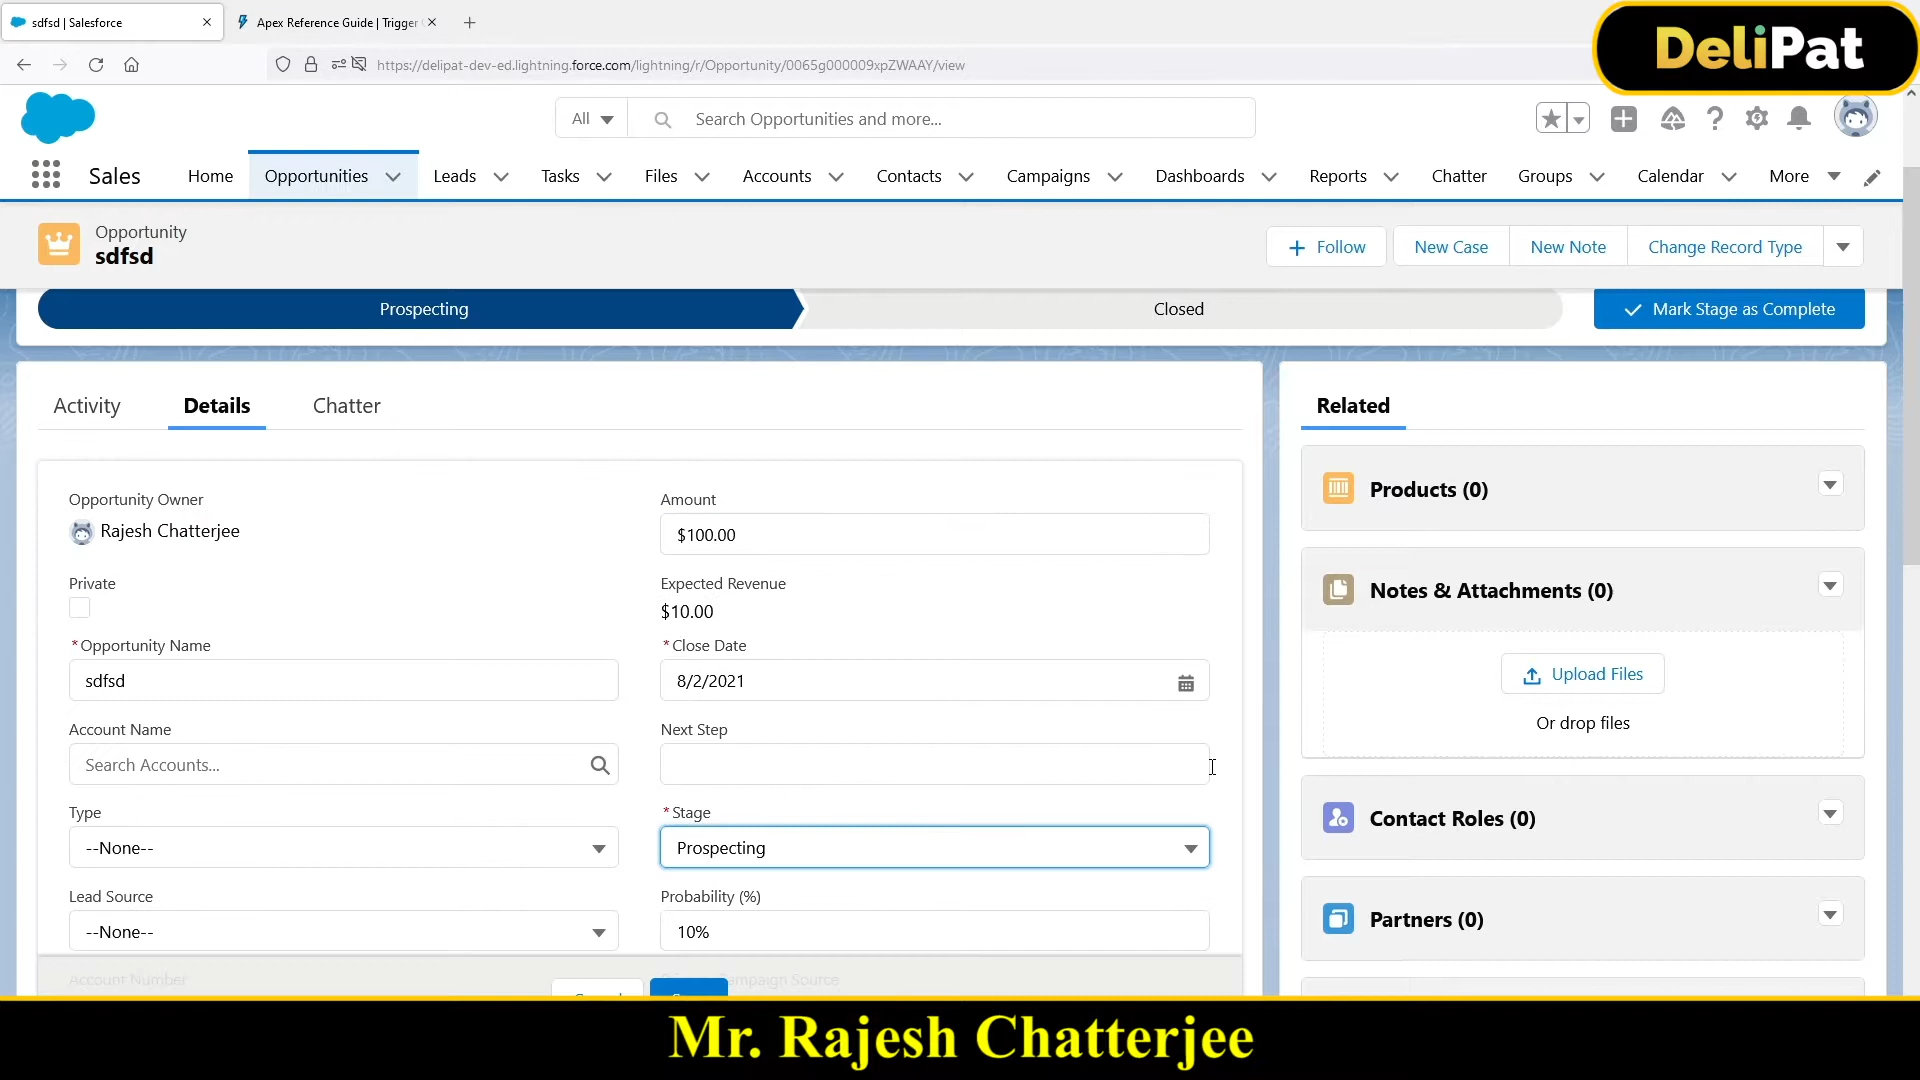 sdfsd | Salesforce
Apex Reference Guide | Trigger
DeliPat
https://delipat-dev-ed.lightning.force.com/lightning/r/Opportunity/0065g000009xpZWAAY/view
All
Search Opportunities and more...
Sales
Home
Opportunities
Leads
Tasks
Files
Accounts
Contacts
Campaigns
Dashboards
Reports
Chatter
Groups
Calendar
More
Opportunity
sdfsd
Follow
New Case
New Note
Change Record Type
Prospecting
Closed
Mark Stage as Complete
Activity
Details
Chatter
Opportunity Owner
Rajesh Chatterjee
Amount
$100.00
Private
Expected Revenue
$10.00
*Opportunity Name
sdfsd
*Close Date
8/2/2021
Account Name
Search Accounts...
Next Step
Type
--None--
*Stage
Prospecting
Lead Source
--None--
Probability (%)
10%
Account Number
Campaign Source
Related
Products (0)
Notes & Attachments (0)
Upload Files
Or drop files
Contact Roles (0)
Partners (0)
Mr. Rajesh Chatterjee